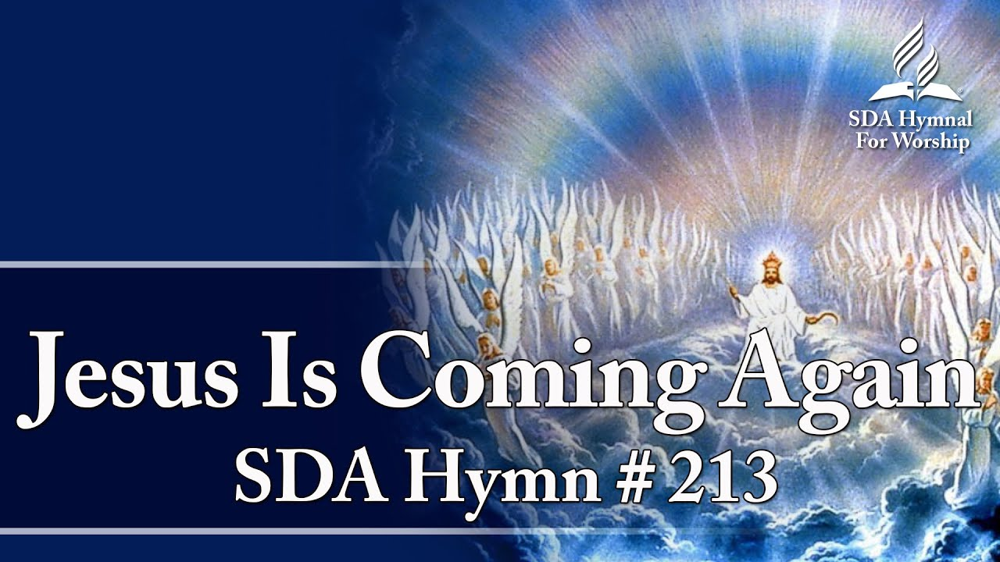 SDA Hymnal
For Worship
Jesus Is Coming Again
SDA Hymn # 213